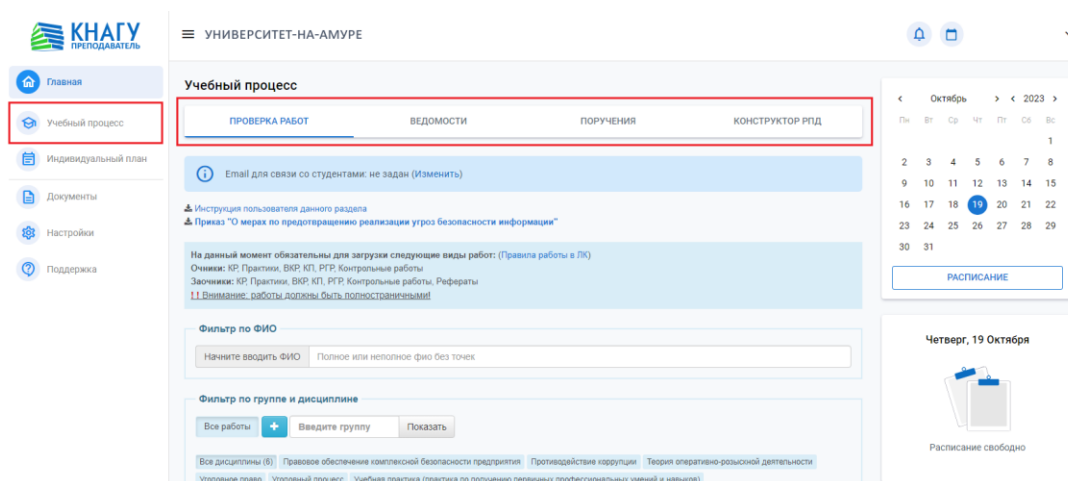 КНАГУ
ПРЕПОДАВАТЕЛЬ
УНИВЕРСИТЕТ-НА-АМУРЕ
Главная
Учебный процесс
Индивидуальный план
Документы
Настройки
Поддержка
Учебный процесс
ПРОВЕРКА РАБОТ ВЕДОМОСТИ ПОРУЧЕНИЯ КОНСТРУКТОР РПД
Email для связи со студентами: не задан (Изменить)
Инструкция пользователя данного раздела
Приказ "О мерах по предотвращению реализации угроз безопасности информации"
На данный момент обязательны для загрузки следующие виды работ: (Правила работы в ЛК)
Очники: КР, Практики, ВКР, КП, РГР, Контрольные работы
Заочники: КР, Практики, ВКР, КП, РГР, Контрольные работы, Рефераты
!! Внимание: работы должны быть полностраничными!
Фильтр по ФИО
Начните вводить ФИО Полное или неполное фио без точек
Фильтр по группе и дисциплине
Все работы + Введите группу Показать
Все дисциплины (6) Правовое обеспечение комплексной безопасности предприятия Противодействие коррупции Теория оперативно-розыскной деятельности
Уголовное право Уголовный процесс Учебная практика (практика по получению первичных профессиональных умений и навыков)
‹ Октябрь › ‹ 2023 ›
Пн Вт Ср Чт Пт Сб Вс
1
2 3 4 5 6 7 8
9 10 11 12 13 14 15
16 17 18 19 20 21 22
23 24 25 26 27 28 29
30 31
РАСПИСАНИЕ
Четверг, 19 Октября
Расписание свободно